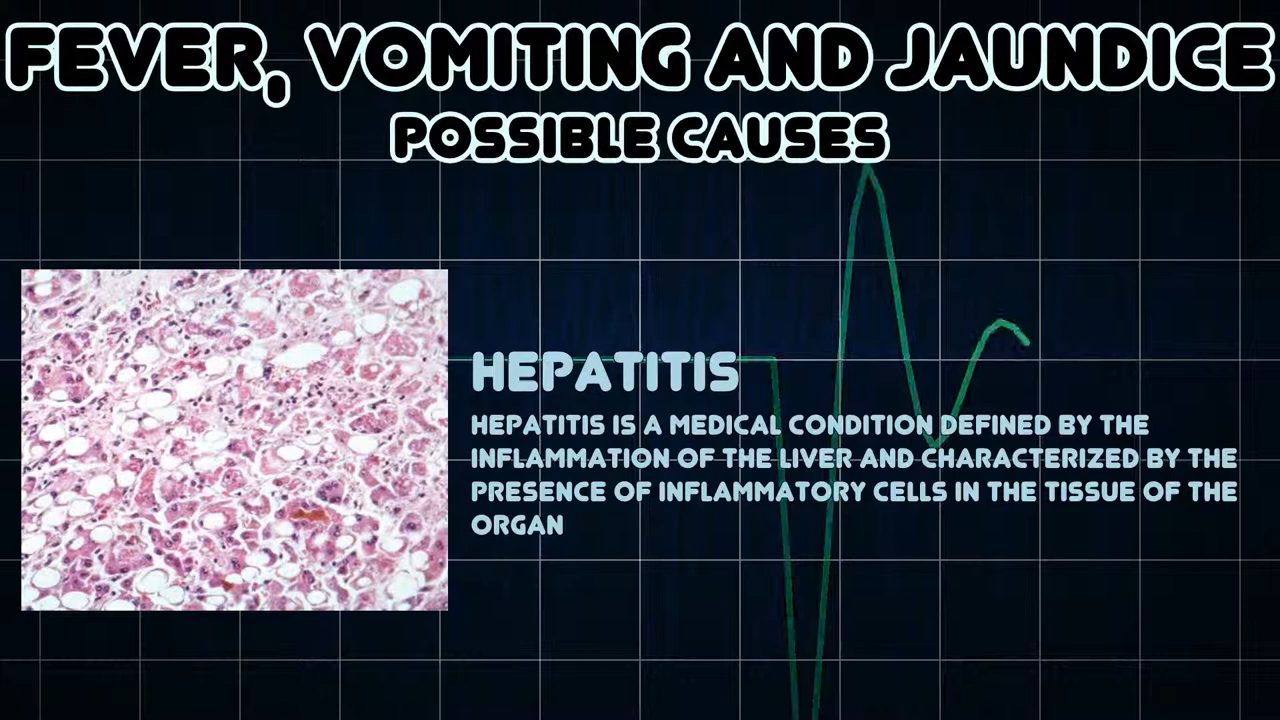 FEVER, VOMITING AND JAUNDICE
POSSIBLE CAUSES
HEPATITIS
HEPATITIS IS A MEDICAL CONDITION DEFINED BY THE
INFLAMMATION OF THE LIVER AND CHARACTERIZED BY THE
PRESENCE OF INFLAMMATORY CELLS IN THE TISSUE OF THE
ORGAN